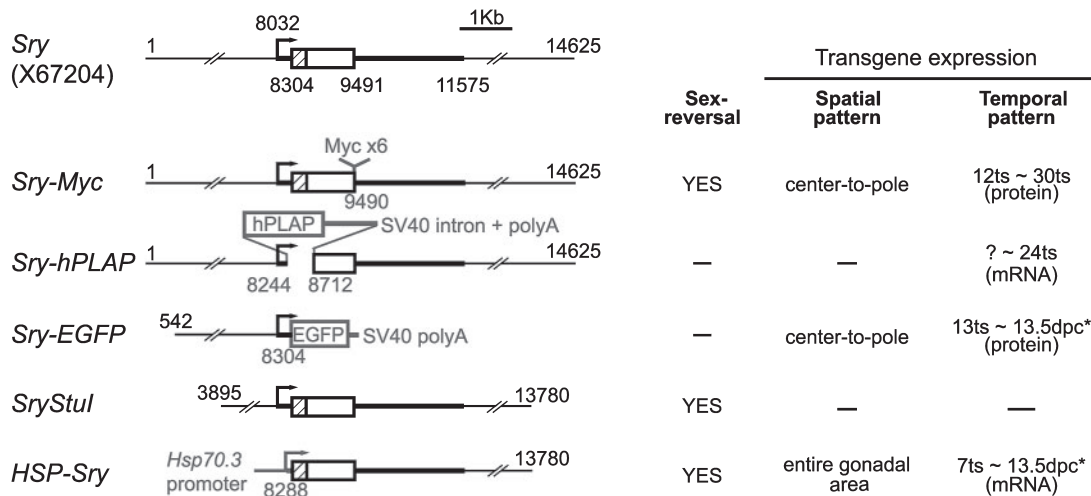 8032
1Kb
Sry
(X67204)
1
14625
8304
9491
11575
Transgene expression
Sex-
reversal
Spatial
pattern
Temporal
pattern
Myc x6
Sry-Myc
1
14625
9490
YES
center-to-pole
12ts ~ 30ts
(protein)
hPLAP
SV40 intron + polyA
Sry-hPLAP
1
14625
8244
8712
—
—
? ~ 24ts
(mRNA)
Sry-EGFP
542
EGFP
SV40 polyA
8304
—
center-to-pole
13ts ~ 13.5dpc*
(protein)
SryStuI
3895
13780
YES
—
—
HSP-Sry
Hsp70.3
promoter
8288
13780
YES
entire gonadal
area
7ts ~ 13.5dpc*
(mRNA)